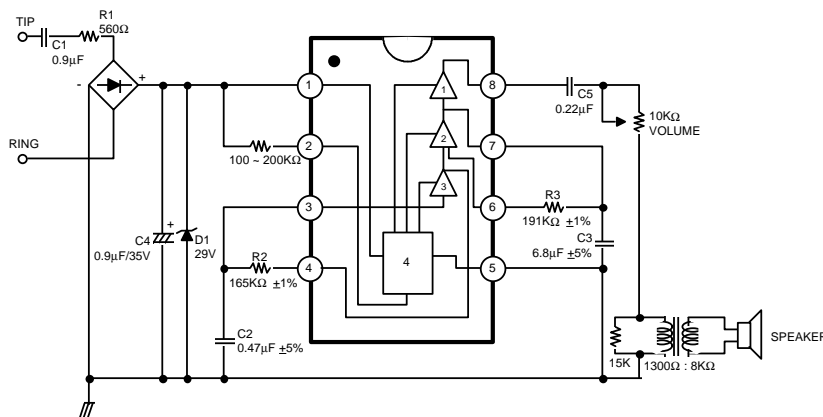 TIP
R1
560Ω
C1
0.9µF
-
+
RING
100 ~ 200KΩ
C4
0.9µF/35V
+
D1
29V
R2
165KΩ ±1%
C2
0.47µF ±5%
1
2
3
4
1
2
3
4
8
7
6
5
C5
0.22µF
10KΩ
VOLUME
R3
191KΩ ±1%
C3
6.8µF ±5%
15K
1300Ω : 8KΩ
SPEAKER